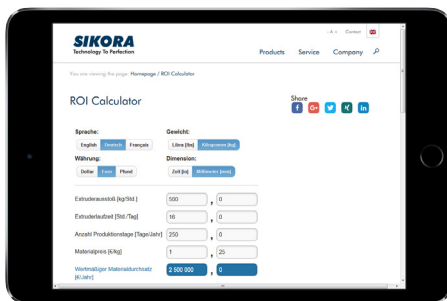 - A + Contact
SIKORA
Technology To Perfection
Products Service Company
You are viewing the page: Homepage / ROI Calculator
ROI Calculator
Share
Sprache: Gewicht:
English Deutsch Français Libra [lbs] Kilogramm [kg]
Währung: Dimension:
Dollar Euro Pfund Zoll [in] Millimeter [mm]
Extruderausstoß [kg/Std.] 500 , 0
Extruderlaufzeit [Std./Tag] 16 , 0
Anzahl Produktionstage [Tage/Jahr] 250 , 0
Materialpreis [€/kg] 1 , 25
Wertmäßiger Materialdurchsatz [€/Jahr] 2 500 000 , 0